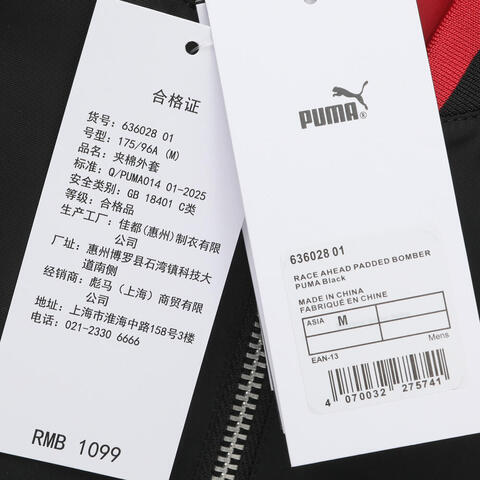 合格证
货号: 636028 01
号型: 175/96A (M)
品名: 夹棉外套
标准: Q/PUMA014 01-2025
安全类别: GB 18401 C类
等级: 合格品
生产工厂: 佳都(惠州)制衣有限
公司
厂址: 惠州博罗县石湾镇科技大
道南侧
经销商: 彪马(上海)商贸有限
公司
地址: 上海市淮海中路158号3楼
电话: 021-2330 6666
RMB 1099
PUMA
636028 01
RACE AHEAD PADDED BOMBER
PUMA Black
MADE IN CHINA
FABRIQUÉ EN CHINE
ASIA M
Mens
EAN-13
4 070032 275741